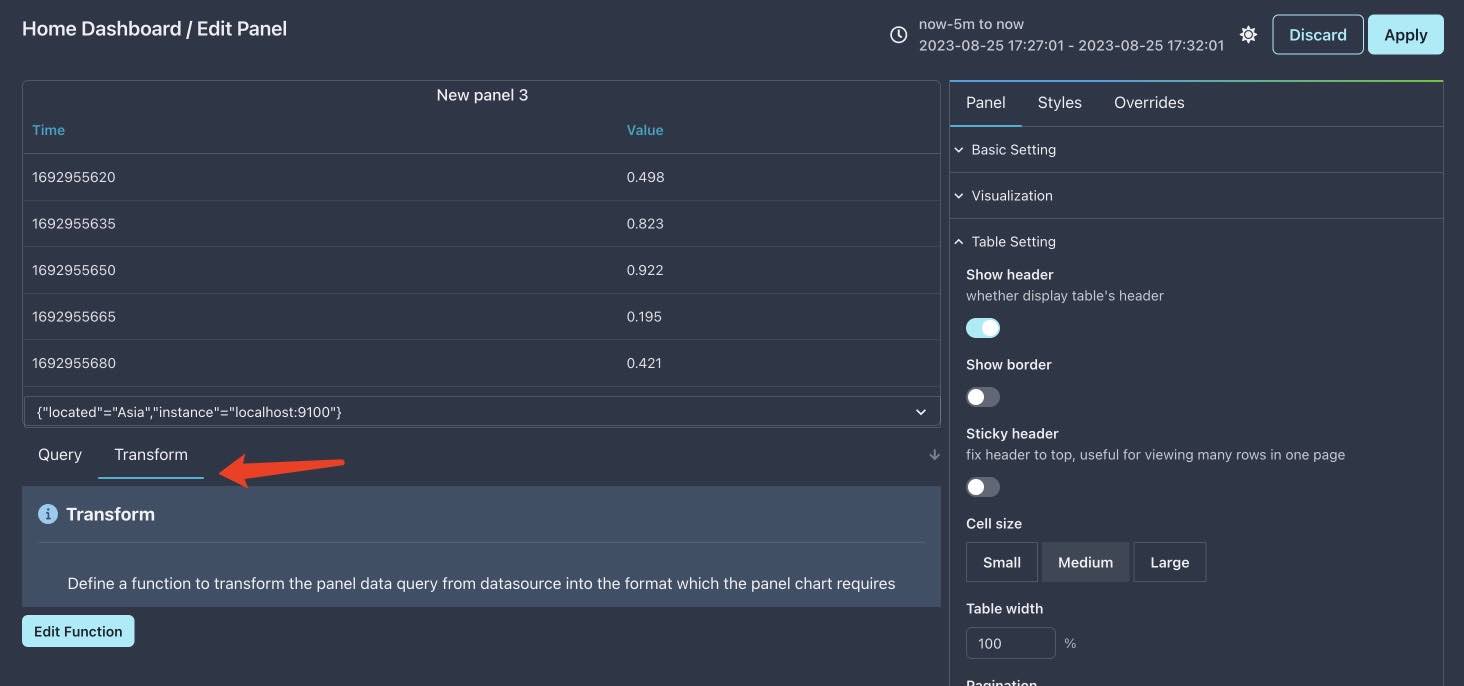 Home Dashboard / Edit Panel
now-5m to now
2023-08-25 17:27:01 - 2023-08-25 17:32:01
Discard
Apply
New panel 3
Time Value
1692955620 0.498
1692955635 0.823
1692955650 0.922
1692955665 0.195
1692955680 0.421
{"located"="Asia","instance"="localhost:9100"}
Query Transform
Transform
Define a function to transform the panel data query from datasource into the format which the panel chart requires
Edit Function
Panel Styles Overrides
Basic Setting
Visualization
Table Setting
Show header
whether display table's header
Show border
Sticky header
fix header to top, useful for viewing many rows in one page
Cell size
Small Medium Large
Table width
100 %
Pagination